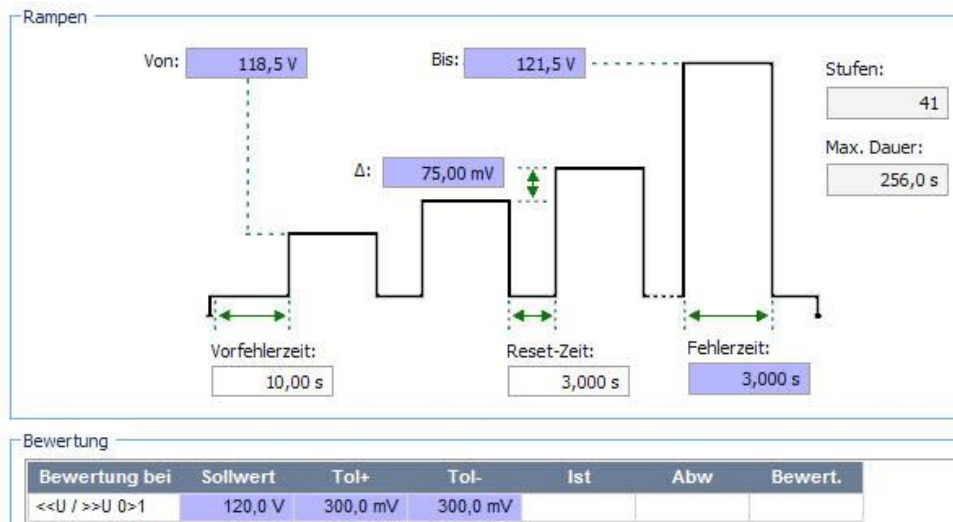 Rampen
Von: 118,5 V Bis: 121,5 V
Stufen:
41
Max. Dauer:
Δ: 75,00 mV
256,0 s
Vorfehlerzeit: Reset-Zeit: Fehlerzeit:
10,00 s 3,000 s 3,000 s
Bewertung
Bewertung bei Sollwert Tol+ Tol- Ist Abw Bewert.
<<U / >>U 0>1 120,0 V 300,0 mV 300,0 mV